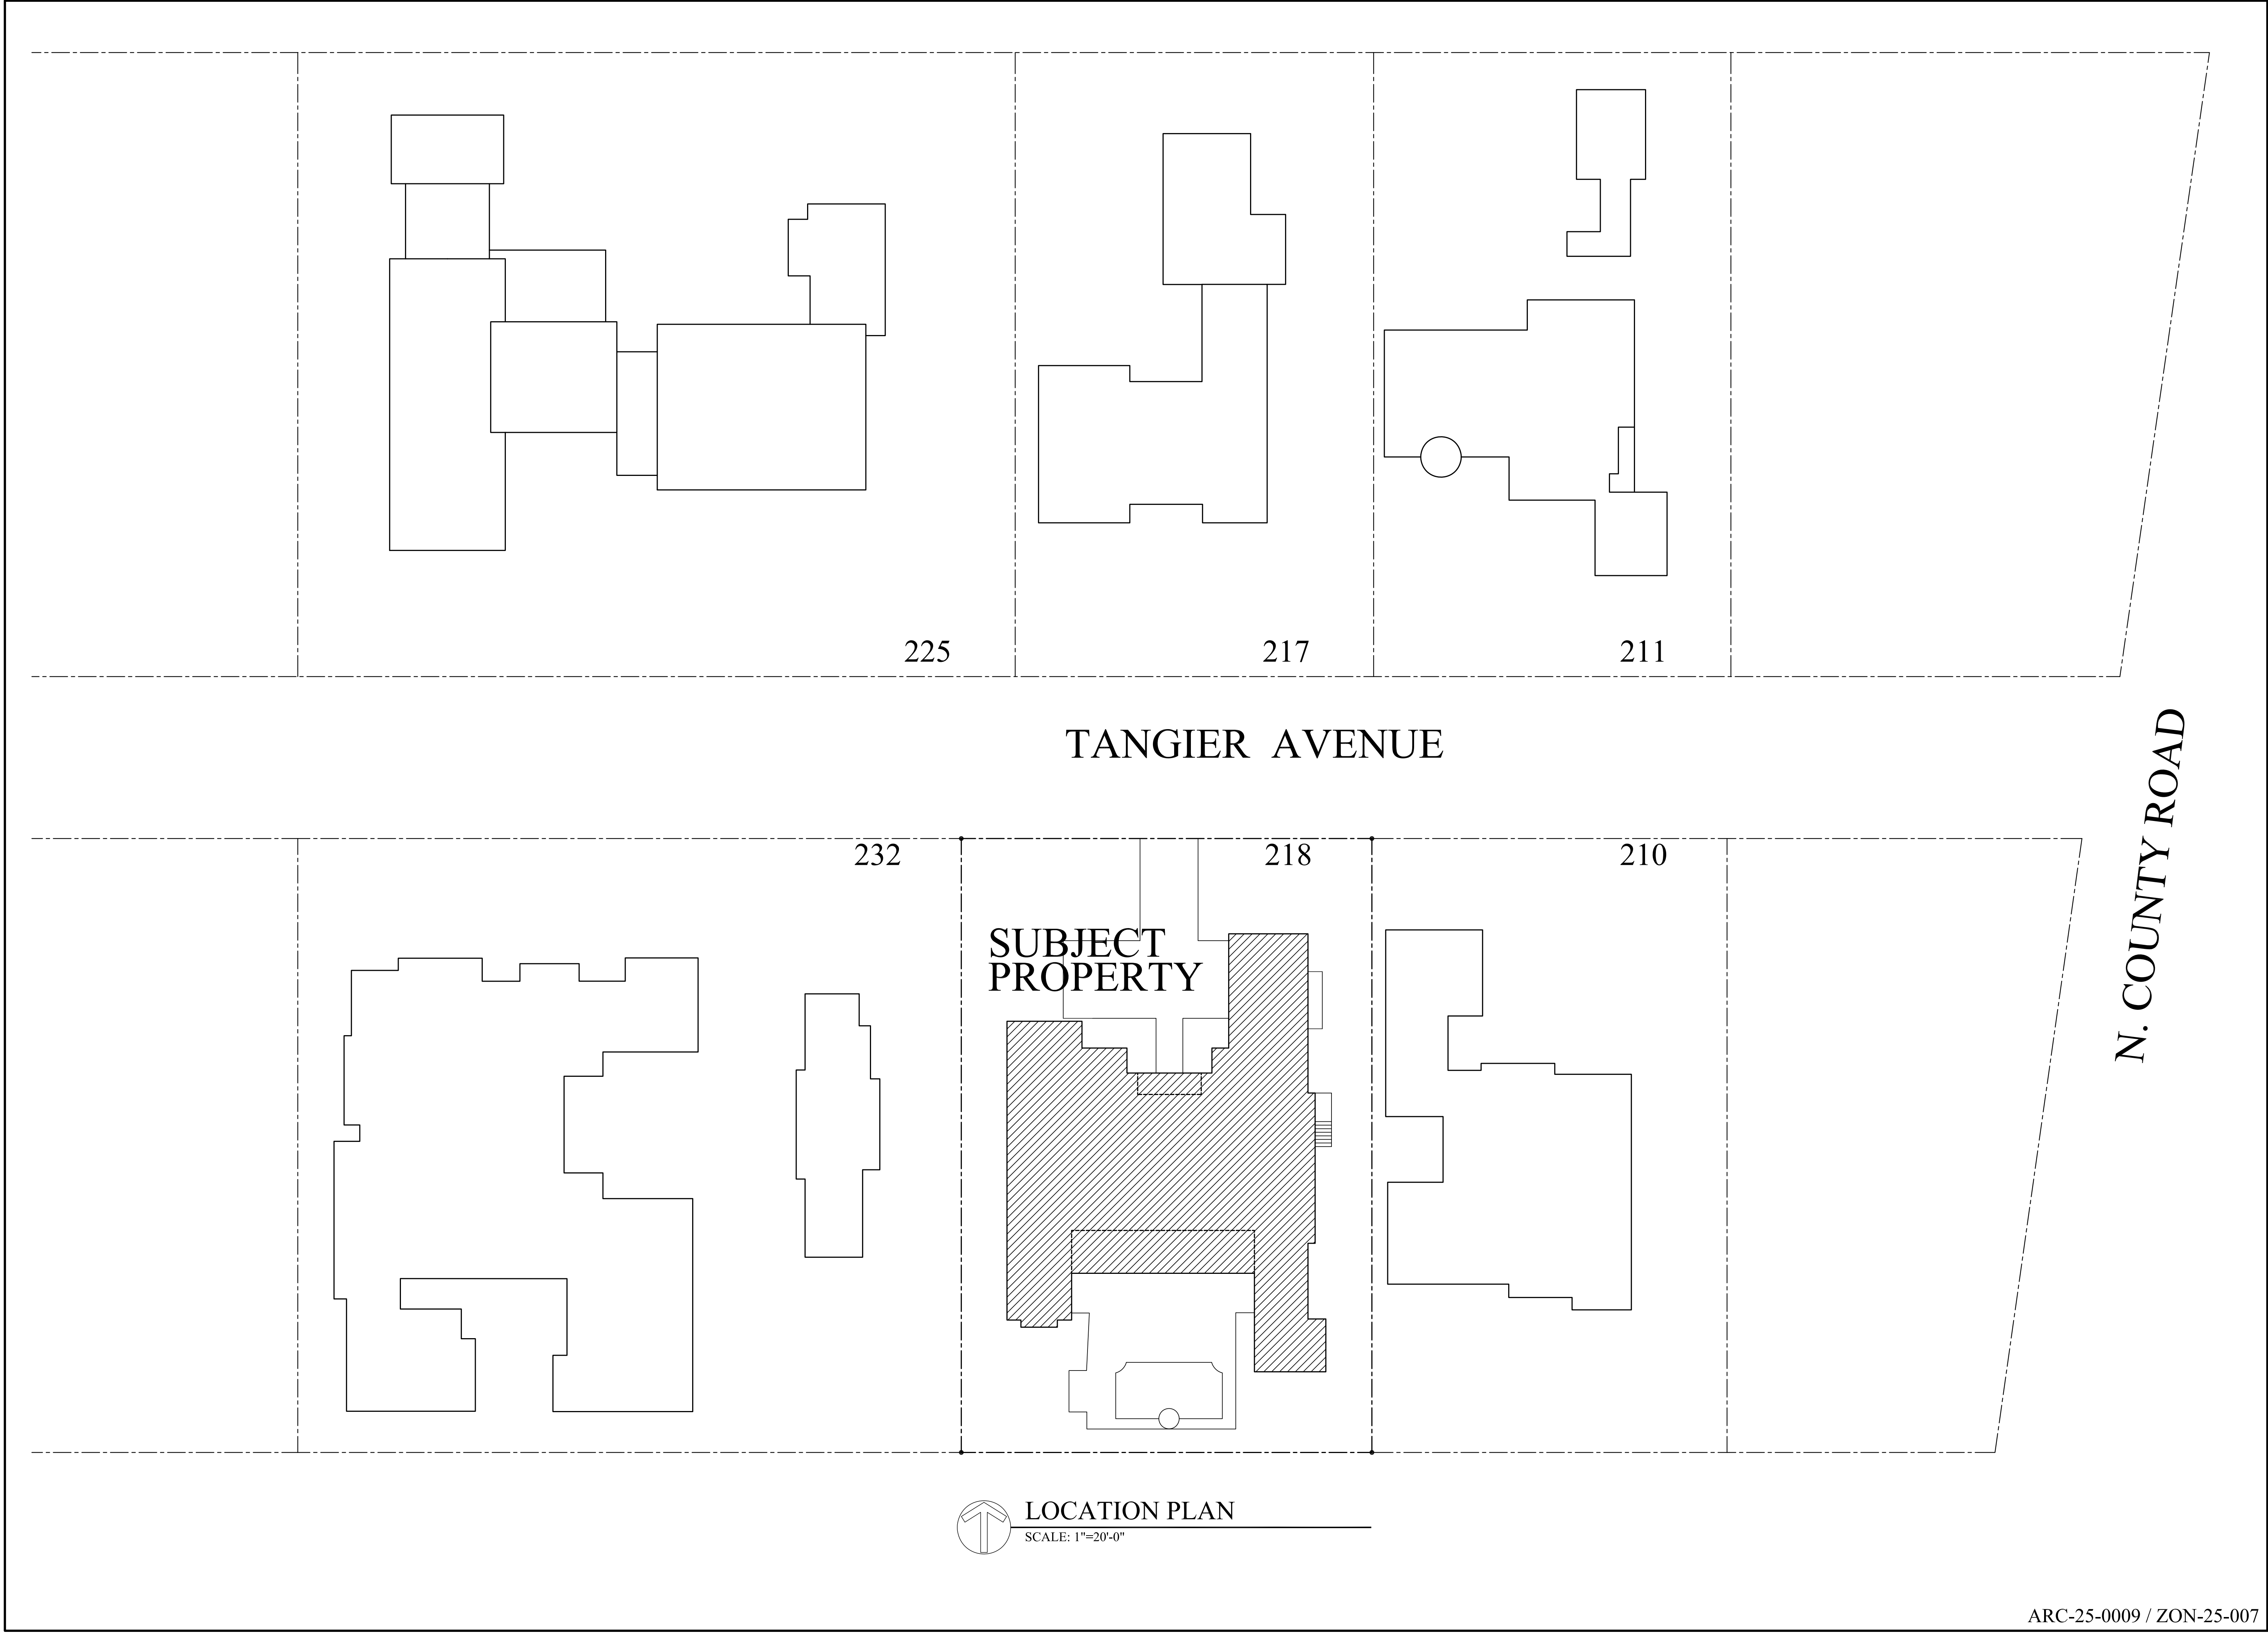 225
217
211
TANGIER AVENUE
N. COUNTY ROAD
232
218
210
SUBJECT
PROPERTY
LOCATION PLAN
SCALE: 1"=20'-0"
ARC-25-0009 / ZON-25-007